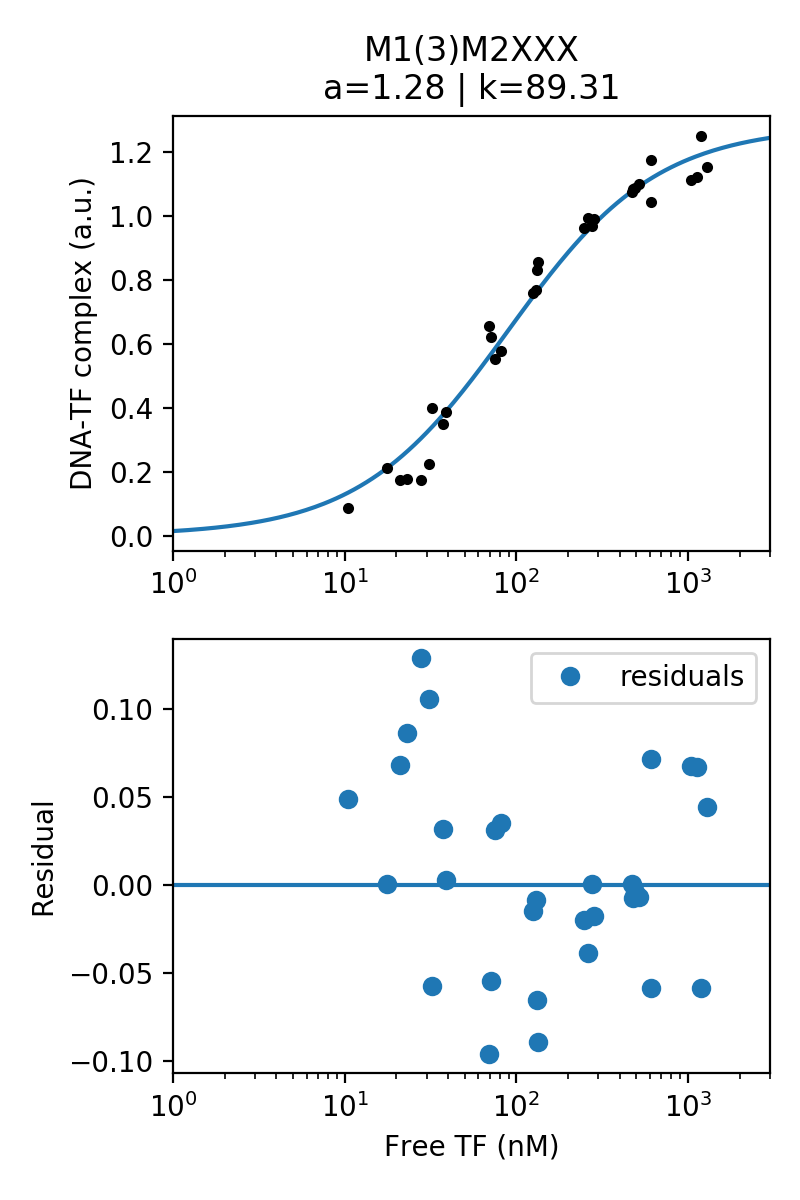 M1(3)M2XXX
a=1.28 | k=89.31
DNA-TF complex (a.u.)
1.2
1.0
0.8
0.6
0.4
0.2
0.0
10⁰ 10¹ 10² 10³
residuals
Residual
0.10
0.05
0.00
−0.05
−0.10
10⁰ 10¹ 10² 10³
Free TF (nM)